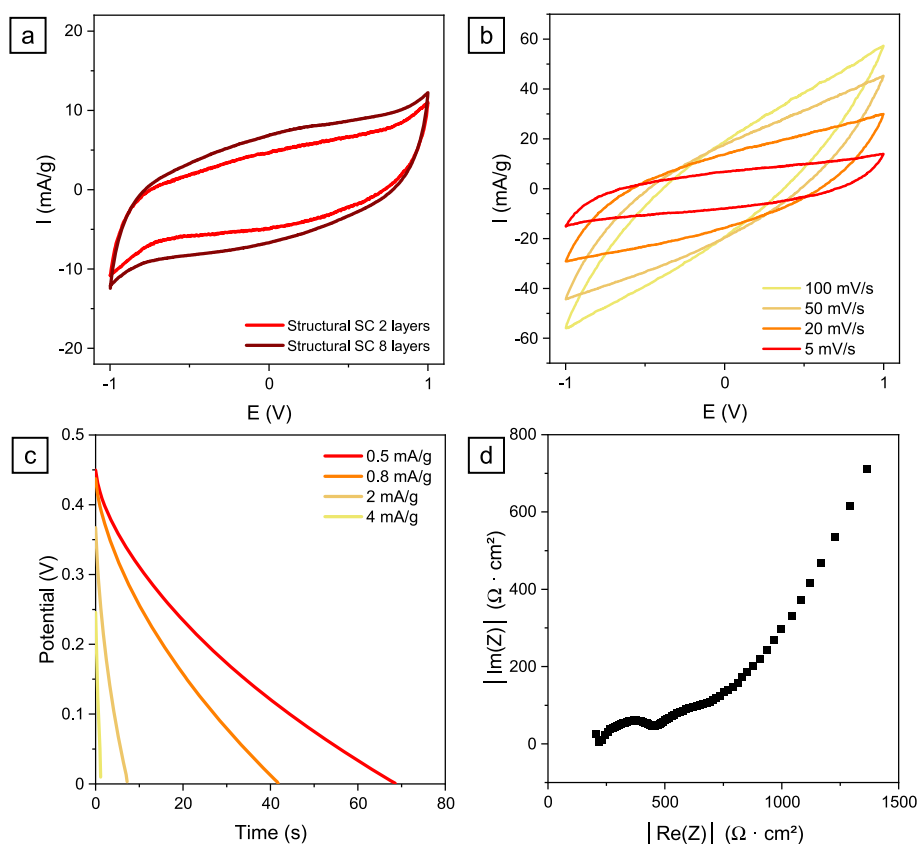 a
20
10
0
-10
-20
I (mA/g)
-1
0
1
E (V)
Structural SC 2 layers
Structural SC 8 layers
b
60
40
20
0
-20
-40
-60
I (mA/g)
-1
0
1
E (V)
100 mV/s
50 mV/s
20 mV/s
5 mV/s
c
0.5
0.4
0.3
0.2
0.1
0
Potential (V)
0
20
40
60
80
Time (s)
0.5 mA/g
0.8 mA/g
2 mA/g
4 mA/g
d
800
600
400
200
0
|Im(Z)| (Ω · cm²)
0
500
1000
1500
|Re(Z)| (Ω · cm²)